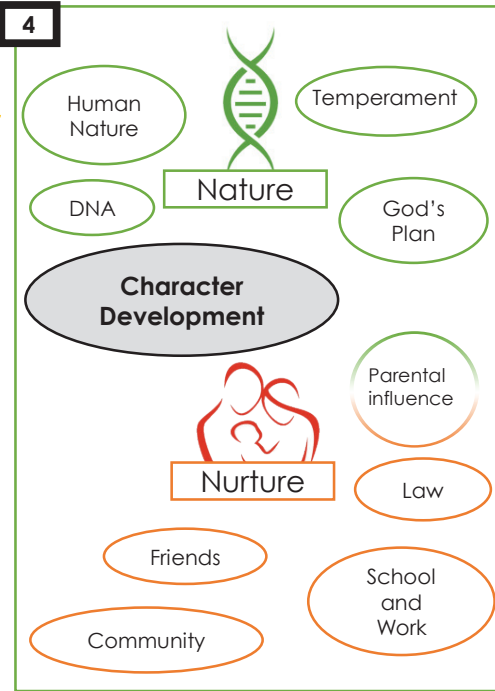 4
Human
Nature
Temperament
Nature
DNA
God's
Plan
Character
Development
Parental
influence
Nurture
Law
Friends
School
and
Work
Community